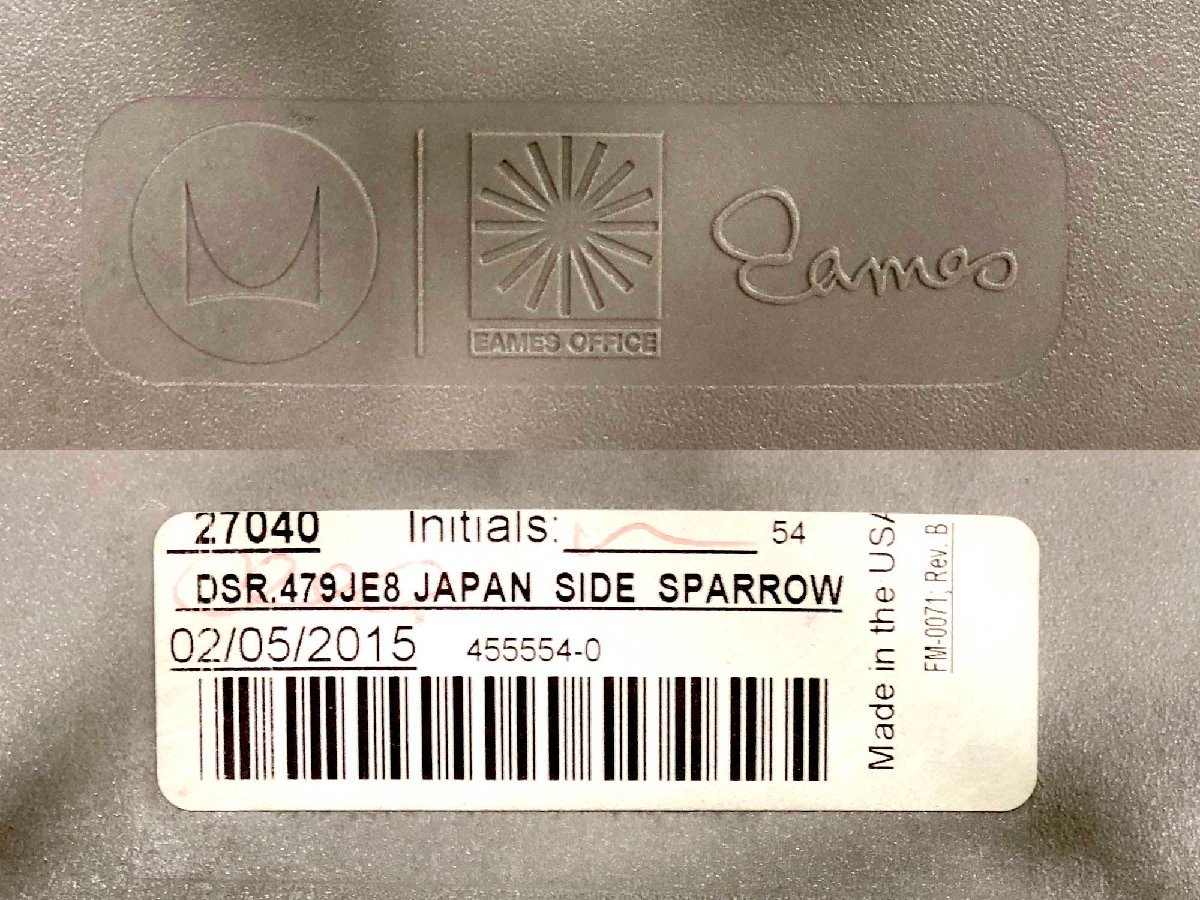 EAMES OFFICE
Eames
27040 Initials: 54
DSR.479JE8 JAPAN SIDE SPARROW
02/05/2015 455554-0
Made in the USA
FM-0071; Rev. B